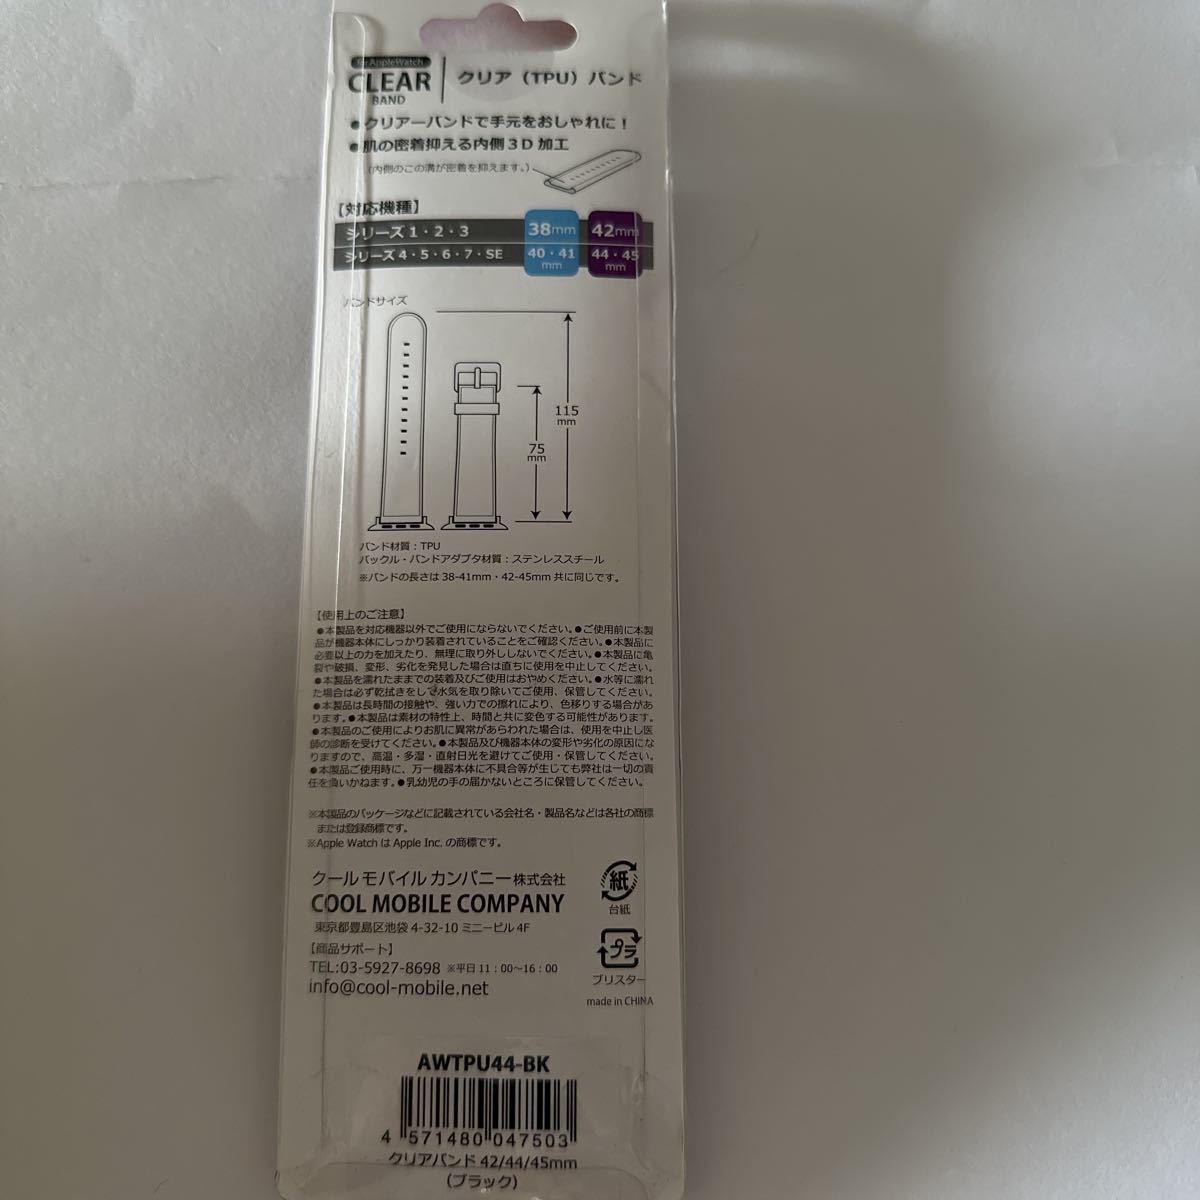 for AppleWatch
CLEAR
BAND
クリア（TPU）バンド
●クリアーバンドで手元をおしゃれに！
●肌の密着抑える内側３D 加工
（内側のこの溝が密着を抑えます。）
【対応機種】
シリーズ 1・2・3 38mm 42mm
シリーズ 4・5・6・7・SE 40・41 mm 44・45 mm
バンドサイズ
115 mm
75 mm
バンド材質：TPU
バックル・バンドアダプタ材質：ステンレススチール
※バンドの長さは 38-41mm・42-45mm 共に同じです。
【使用上のご注意】
●本製品を対応機器以外でご使用にならないでください。●ご使用前に本製
品が機器本体にしっかり装着されていることをご確認ください。●本製品に
必要以上の力を加えたり、無理に取り外ししないでください。●本製品に亀
裂や破損、変形、劣化を発見した場合は直ちに使用を中止してください。
●本製品を濡れたままでの装着及びご使用はおやめください。●水等に濡れ
た場合は必ず乾拭きをして水気を取り除いてご使用、保管してください。
●本製品は長時間の接触や、強い力での擦れにより、色移りする場合があ
ります。●本製品は素材の特性上、時間と共に変色する可能性があります。
●本製品のご使用によりお肌に異常があらわれた場合は、使用を中止し医
師の診断を受けてください。●本製品及び機器本体の変形や劣化の原因にな
りますので、高温・多湿・直射日光を避けてご使用・保管してください。
●本製品ご使用時に、万一機器本体に不具合等が生じても弊社は一切の責
任を負いかねます。●乳幼児の手の届かないところに保管してください。
※本製品のパッケージなどに記載されている会社名・製品名などは各社の商標
または登録商標です。
※Apple Watch は Apple Inc. の商標です。
クール モバイル カンパニー株式会社
COOL MOBILE COMPANY
東京都豊島区池袋 4-32-10 ミニービル 4F
【商品サポート】
TEL:03-5927-8698 ※平日 11：00～16：00
info@cool-mobile.net
紙
台紙
プラ
ブリスター
made in CHINA
AWTPU44-BK
4 571480 047503
クリアバンド 42/44/45mm
（ブラック）